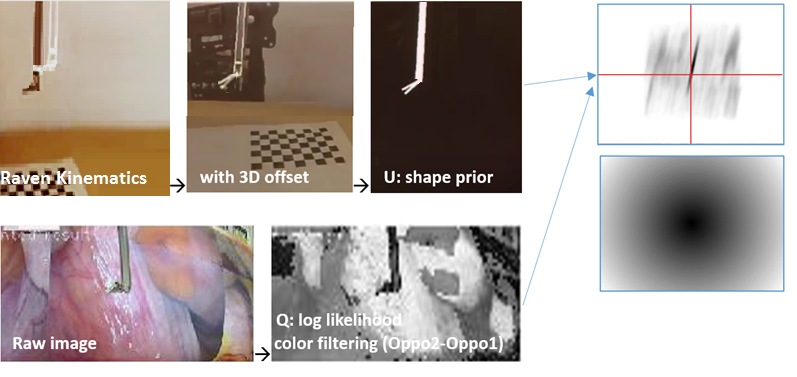 Raven Kinematics
with 3D offset
U: shape prior
Raw image
Q: log likelihood
color filtering (Oppo2-Oppo1)